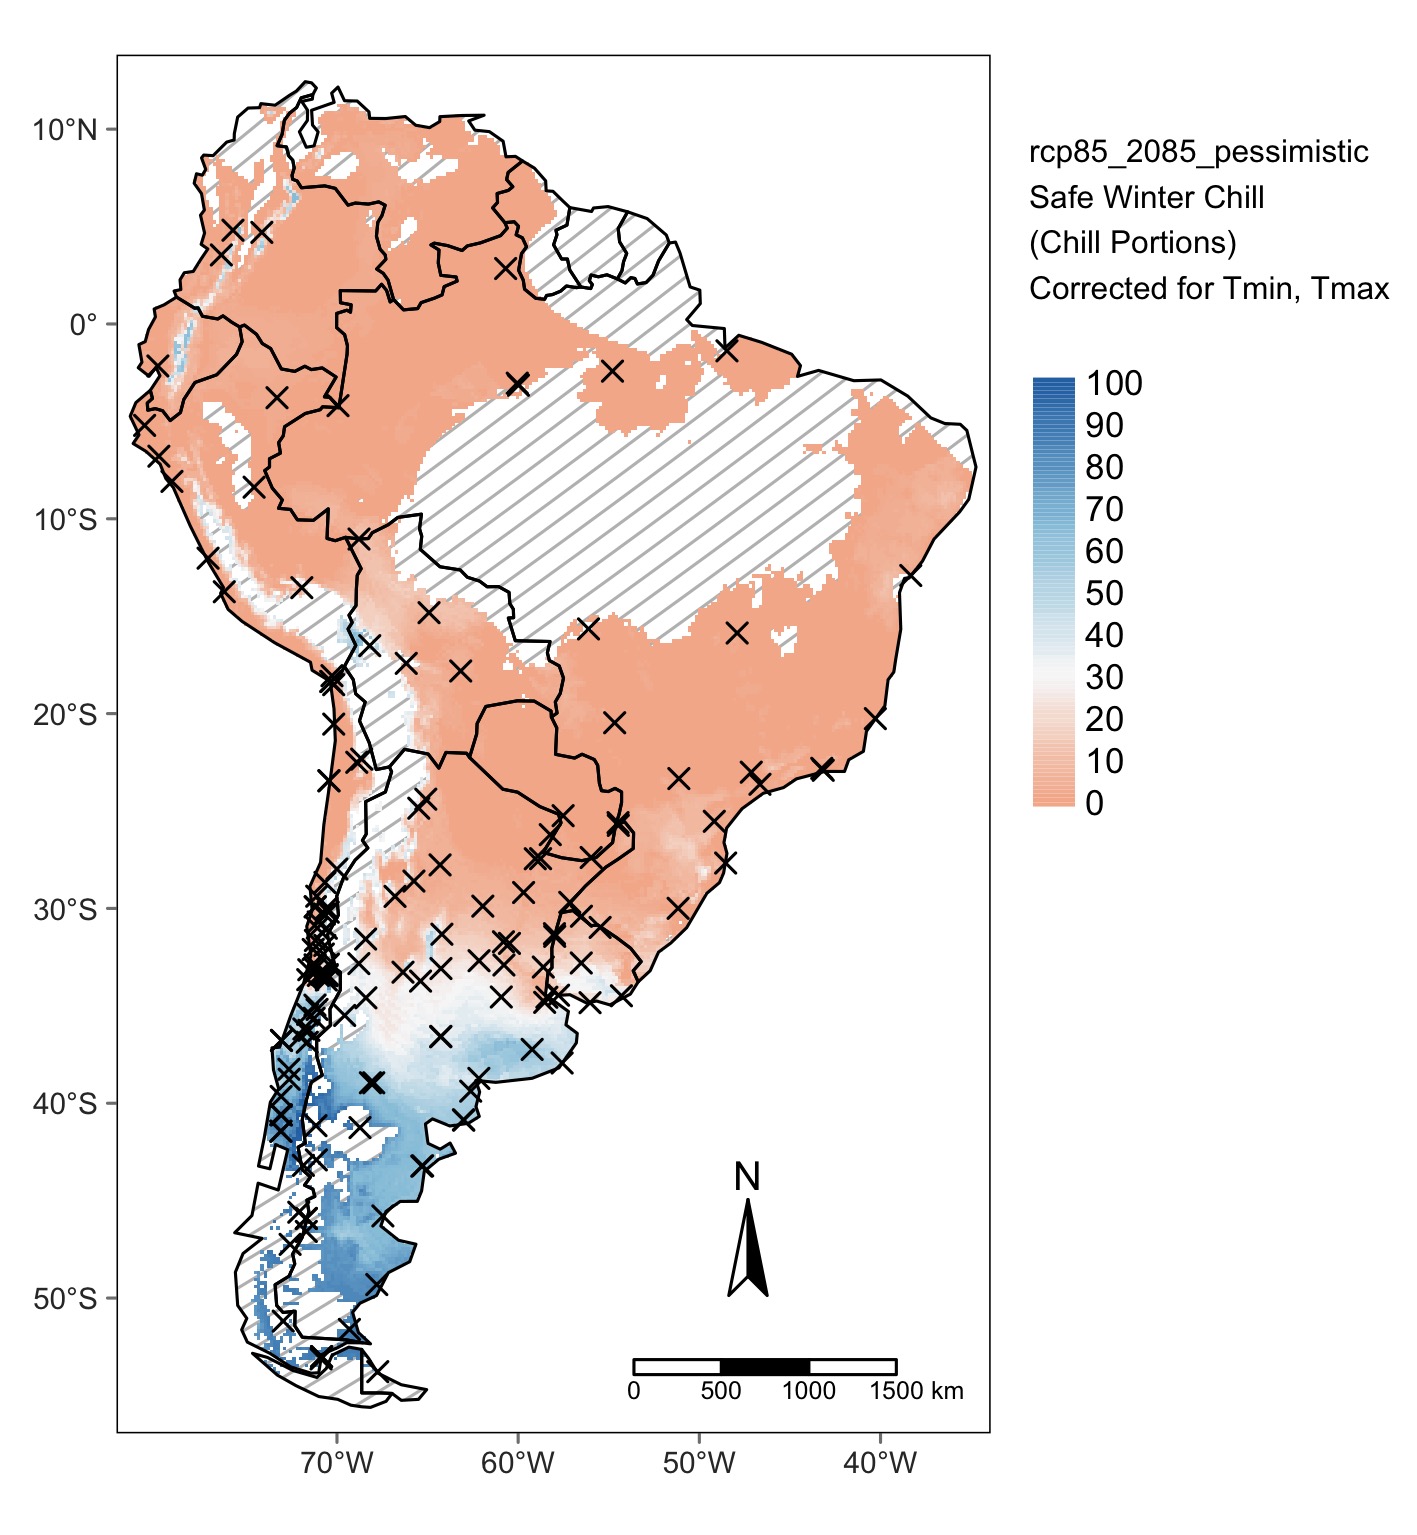 rcp85_2085_pessimistic
Safe Winter Chill
(Chill Portions)
Corrected for Tmin, Tmax
100
90
80
70
60
50
40
30
20
10
0
10°N
0°
10°S
20°S
30°S
40°S
50°S
N
0 500 1000 1500 km
70°W 60°W 50°W 40°W